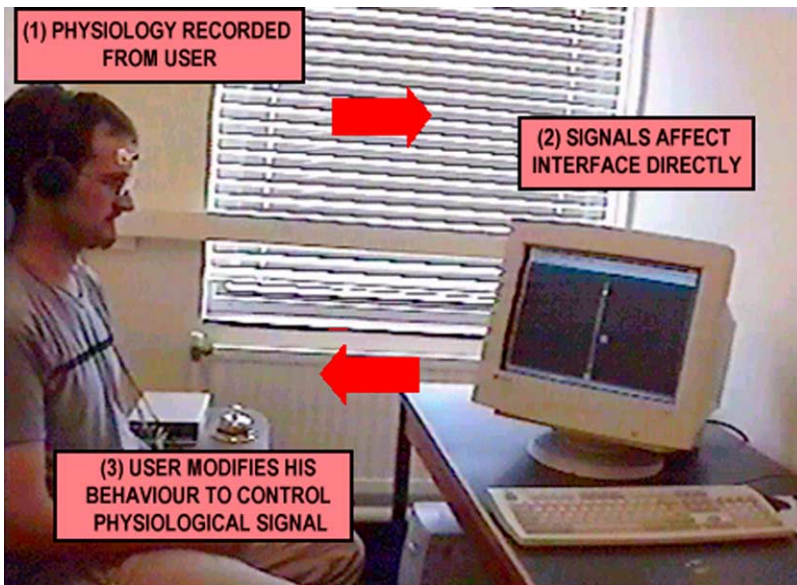 (1) PHYSIOLOGY RECORDED
FROM USER
(2) SIGNALS AFFECT
INTERFACE DIRECTLY
(3) USER MODIFIES HIS
BEHAVIOUR TO CONTROL
PHYSIOLOGICAL SIGNAL